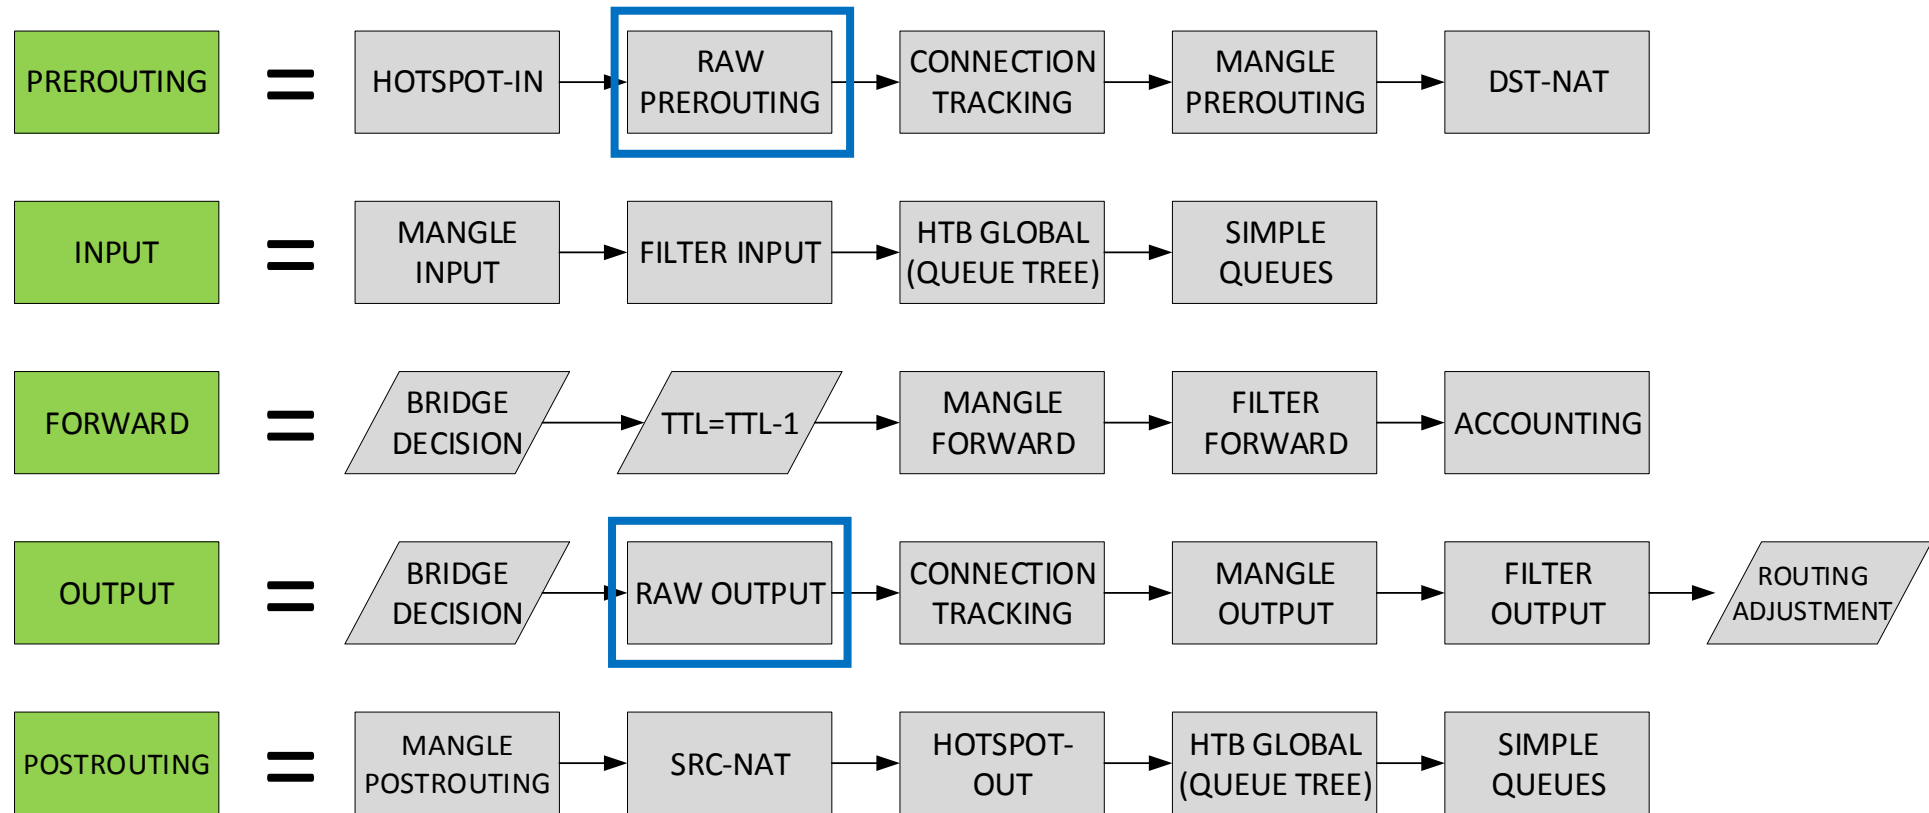 PREROUTING
=
HOTSPOT-IN
RAW
PREROUTING
CONNECTION
TRACKING
MANGLE
PREROUTING
DST-NAT
INPUT
=
MANGLE
INPUT
FILTER INPUT
HTB GLOBAL
(QUEUE TREE)
SIMPLE
QUEUES
FORWARD
=
BRIDGE
DECISION
TTL=TTL-1
MANGLE
FORWARD
FILTER
FORWARD
ACCOUNTING
OUTPUT
=
BRIDGE
DECISION
RAW OUTPUT
CONNECTION
TRACKING
MANGLE
OUTPUT
FILTER
OUTPUT
ROUTING
ADJUSTMENT
POSTROUTING
=
MANGLE
POSTROUTING
SRC-NAT
HOTSPOT-
OUT
HTB GLOBAL
(QUEUE TREE)
SIMPLE
QUEUES